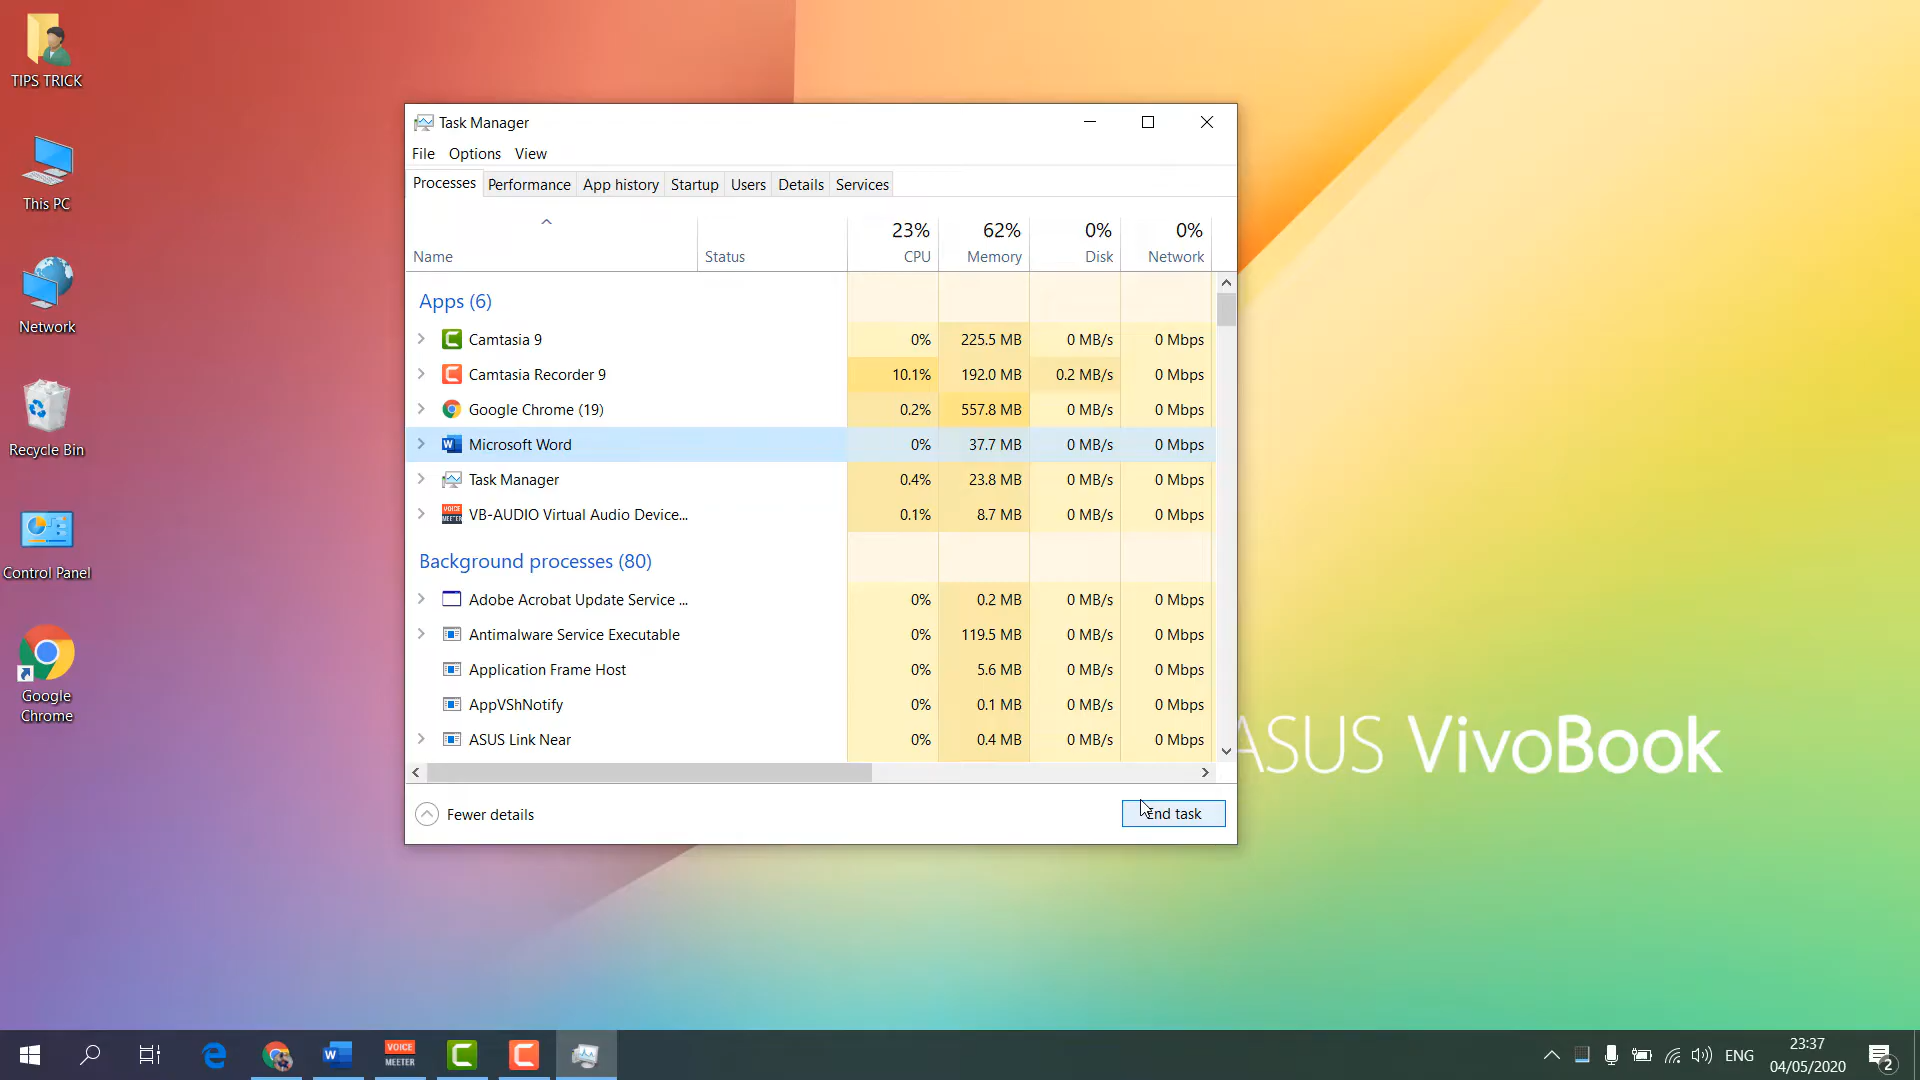 TIPS TRICK
This PC
Network
Recycle Bin
Control Panel
Google
Chrome
Task Manager
File Options View
Processes Performance App history Startup Users Details Services
23% 62% 0% 0%
Name Status CPU Memory Disk Network
Apps (6)
Camtasia 9 0% 225.5 MB 0 MB/s 0 Mbps
Camtasia Recorder 9 10.1% 192.0 MB 0.2 MB/s 0 Mbps
Google Chrome (19) 0.2% 557.8 MB 0 MB/s 0 Mbps
Microsoft Word 0% 37.7 MB 0 MB/s 0 Mbps
Task Manager 0.4% 23.8 MB 0 MB/s 0 Mbps
VB-AUDIO Virtual Audio Device... 0.1% 8.7 MB 0 MB/s 0 Mbps
Background processes (80)
Adobe Acrobat Update Service ... 0% 0.2 MB 0 MB/s 0 Mbps
Antimalware Service Executable 0% 119.5 MB 0 MB/s 0 Mbps
Application Frame Host 0% 5.6 MB 0 MB/s 0 Mbps
AppVShNotify 0% 0.1 MB 0 MB/s 0 Mbps
ASUS Link Near 0% 0.4 MB 0 MB/s 0 Mbps
Fewer details End task
ASUS VivoBook
VOICE
MEETER
ENG
23:37
04/05/2020
2